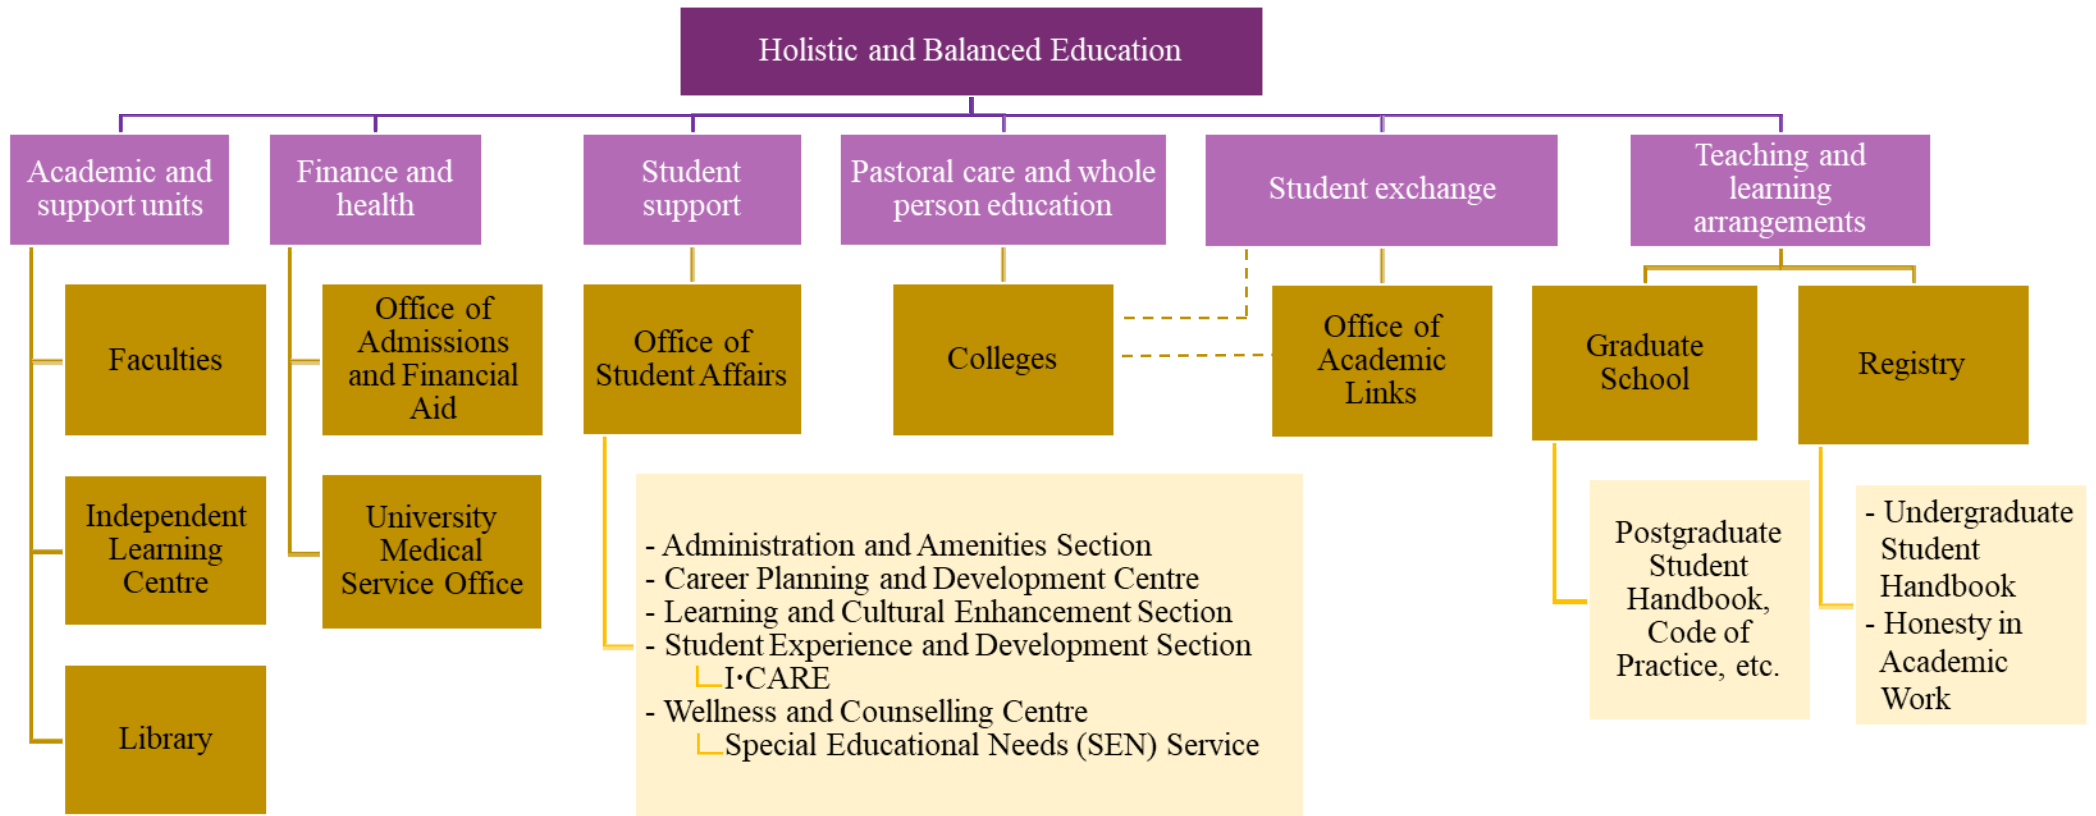 Holistic and Balanced Education
Academic and
support units
Finance and
health
Student
support
Pastoral care and whole
person education
Student exchange
Teaching and
learning
arrangements
Faculties
Independent
Learning
Centre
Library
Office of
Admissions
and Financial
Aid
University
Medical
Service Office
Office of
Student Affairs
- Administration and Amenities Section
- Career Planning and Development Centre
- Learning and Cultural Enhancement Section
- Student Experience and Development Section
I·CARE
- Wellness and Counselling Centre
Special Educational Needs (SEN) Service
Colleges
Office of
Academic
Links
Graduate
School
Postgraduate
Student
Handbook,
Code of
Practice, etc.
Registry
- Undergraduate
Student
Handbook
- Honesty in
Academic
Work